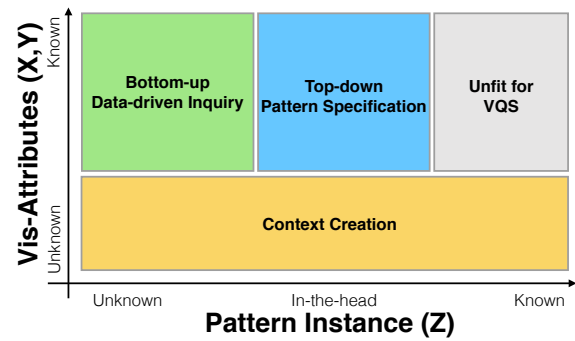 Vis-Attributes (X,Y)
Known
Unknown
Bottom-up
Data-driven Inquiry
Top-down
Pattern Specification
Unfit for
VQS
Context Creation
Unknown
In-the-head
Known
Pattern Instance (Z)